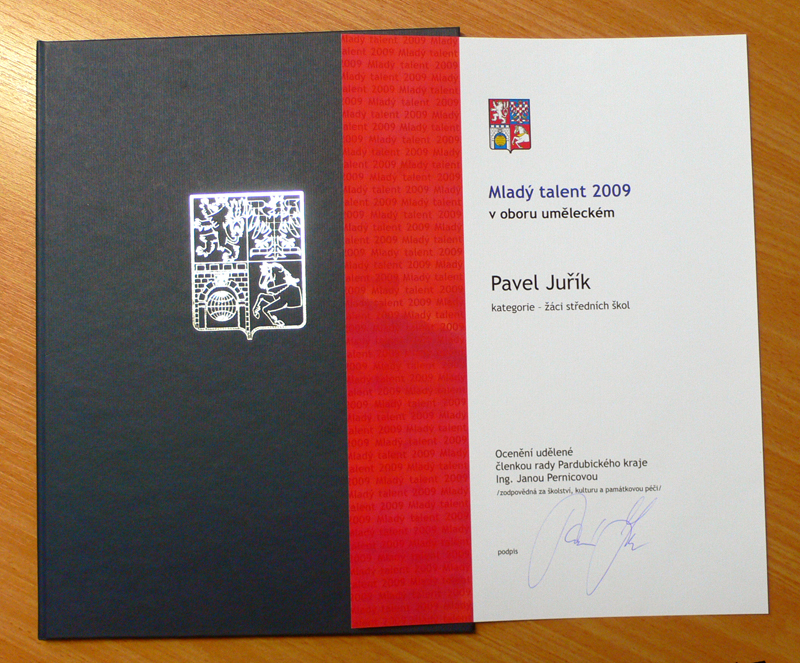 Mladý talent 2009
v oboru uměleckém
Pavel Juřík
kategorie – žáci středních škol
Ocenění udělené
členkou rady Pardubického kraje
Ing. Janou Pernicovou
/zodpovědná za školství, kulturu a památkovou péči/
podpis